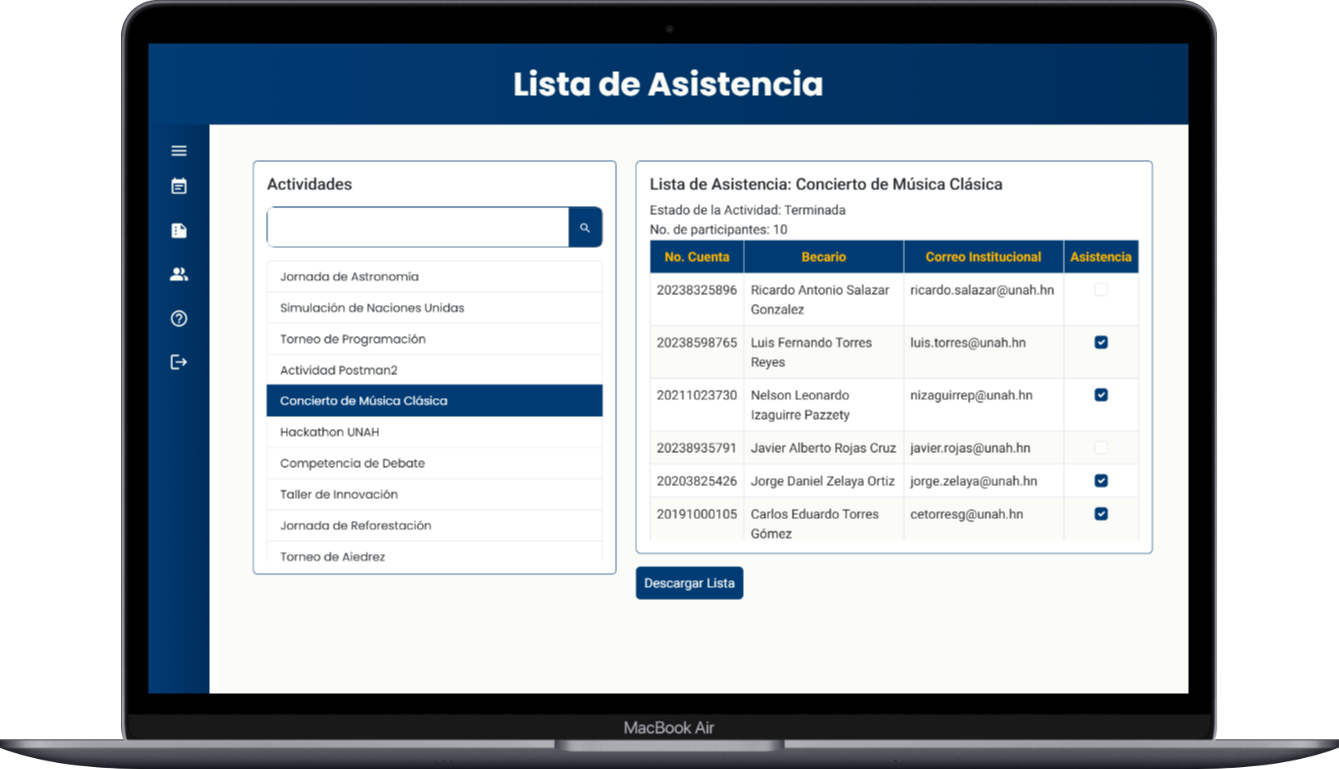 Lista de Asistencia
Actividades
Jornada de Astronomía
Simulación de Naciones Unidas
Torneo de Programación
Actividad Postman2
Concierto de Música Clásica
Hackathon UNAH
Competencia de Debate
Taller de Innovación
Jornada de Reforestación
Torneo de Ajedrez
Lista de Asistencia: Concierto de Música Clásica
Estado de la Actividad: Terminada
No. de participantes: 10
No. Cuenta Becario Correo Institucional Asistencia
20238325896 Ricardo Antonio Salazar ricardo.salazar@unah.hn
Gonzalez
20238598765 Luis Fernando Torres luis.torres@unah.hn
Reyes
20211023730 Nelson Leonardo nizaguirrep@unah.hn
Izaguirre Pazzety
20238935791 Javier Alberto Rojas Cruz javier.rojas@unah.hn
20203825426 Jorge Daniel Zelaya Ortiz jorge.zelaya@unah.hn
20191000105 Carlos Eduardo Torres cetorresg@unah.hn
Gómez
Descargar Lista
MacBook Air